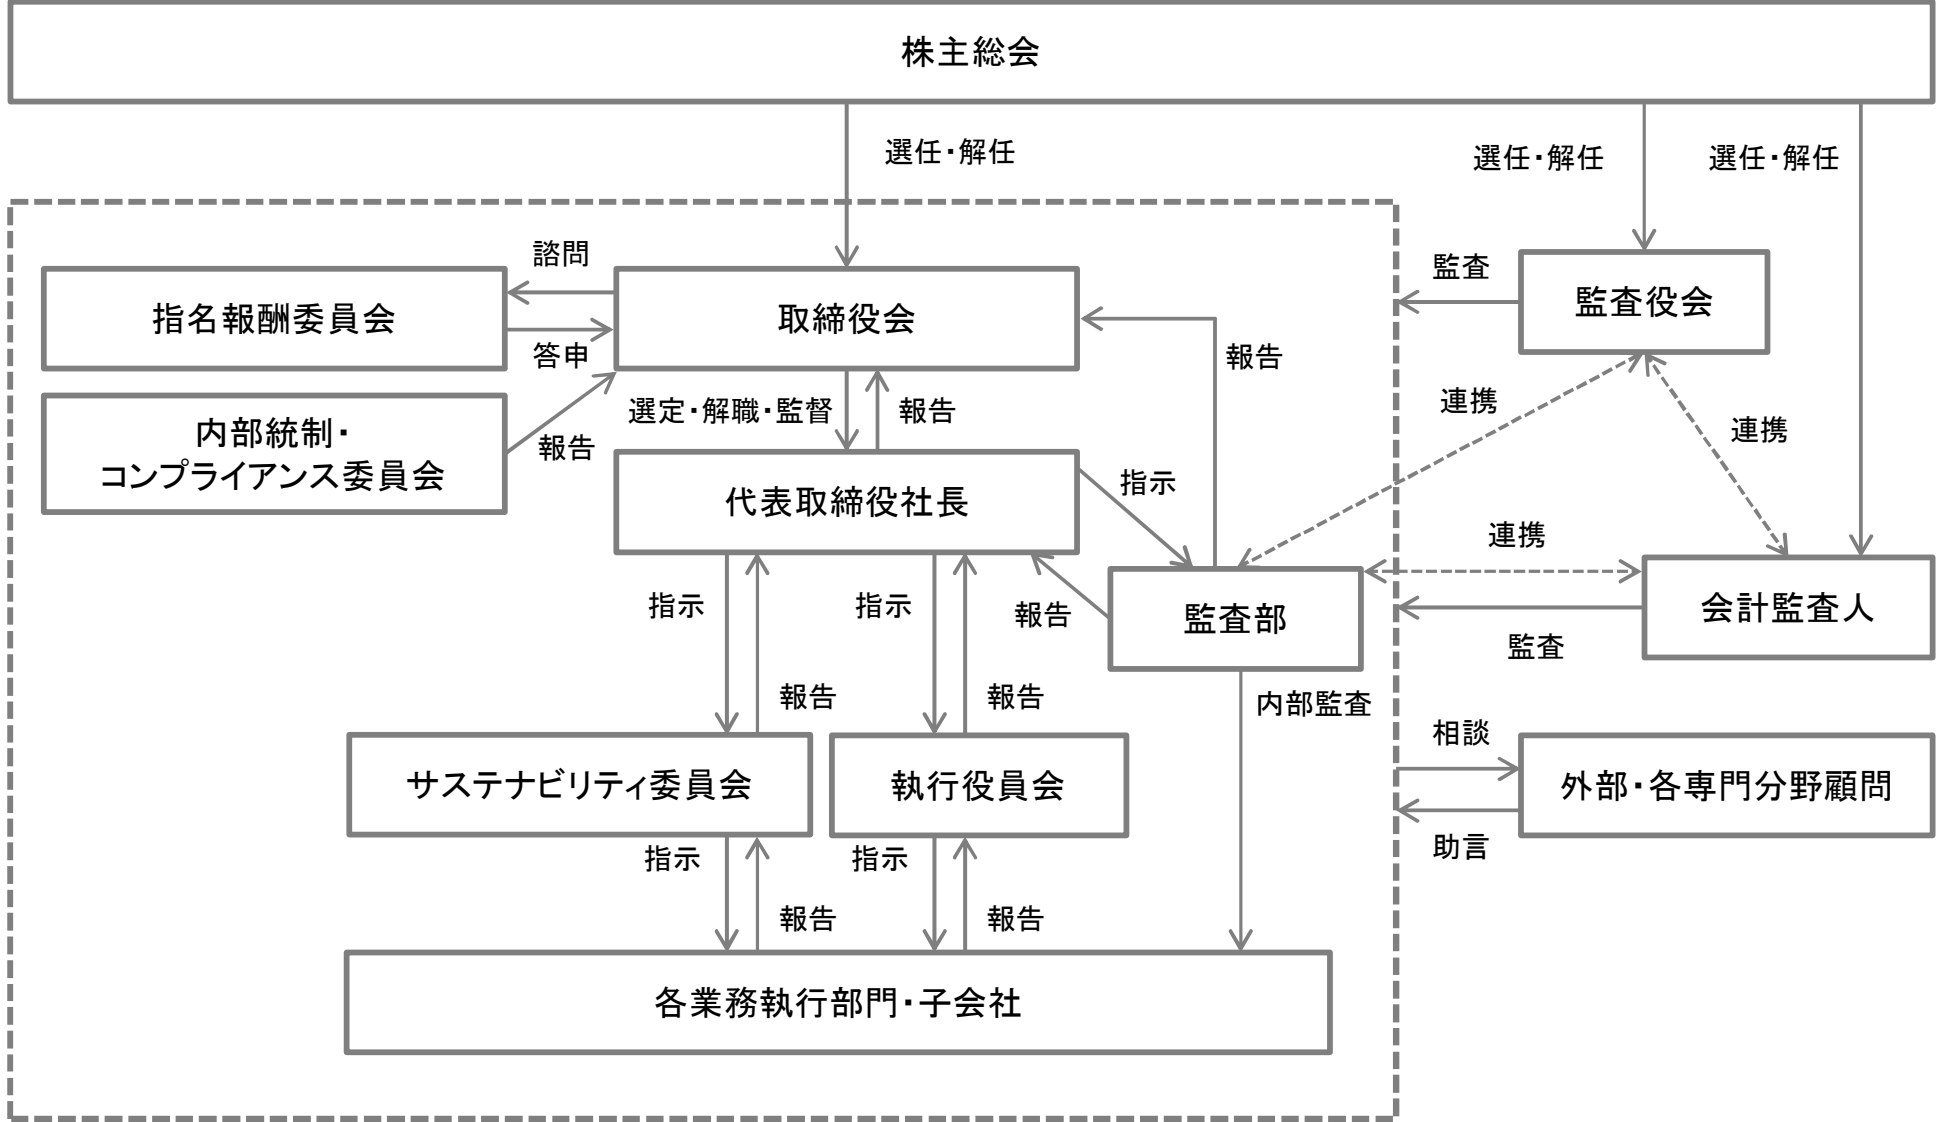 株主総会
選任・解任
選任・解任
選任・解任
諮問
指名報酬委員会
答申
取締役会
報告
監査
監査役会
内部統制・
コンプライアンス委員会
報告
選定・解職・監督
報告
連携
連携
代表取締役社長
指示
連携
指示
報告
指示
報告
報告
監査部
監査
会計監査人
内部監査
相談
サステナビリティ委員会
執行役員会
外部・各専門分野顧問
助言
指示
報告
指示
報告
各業務執行部門・子会社